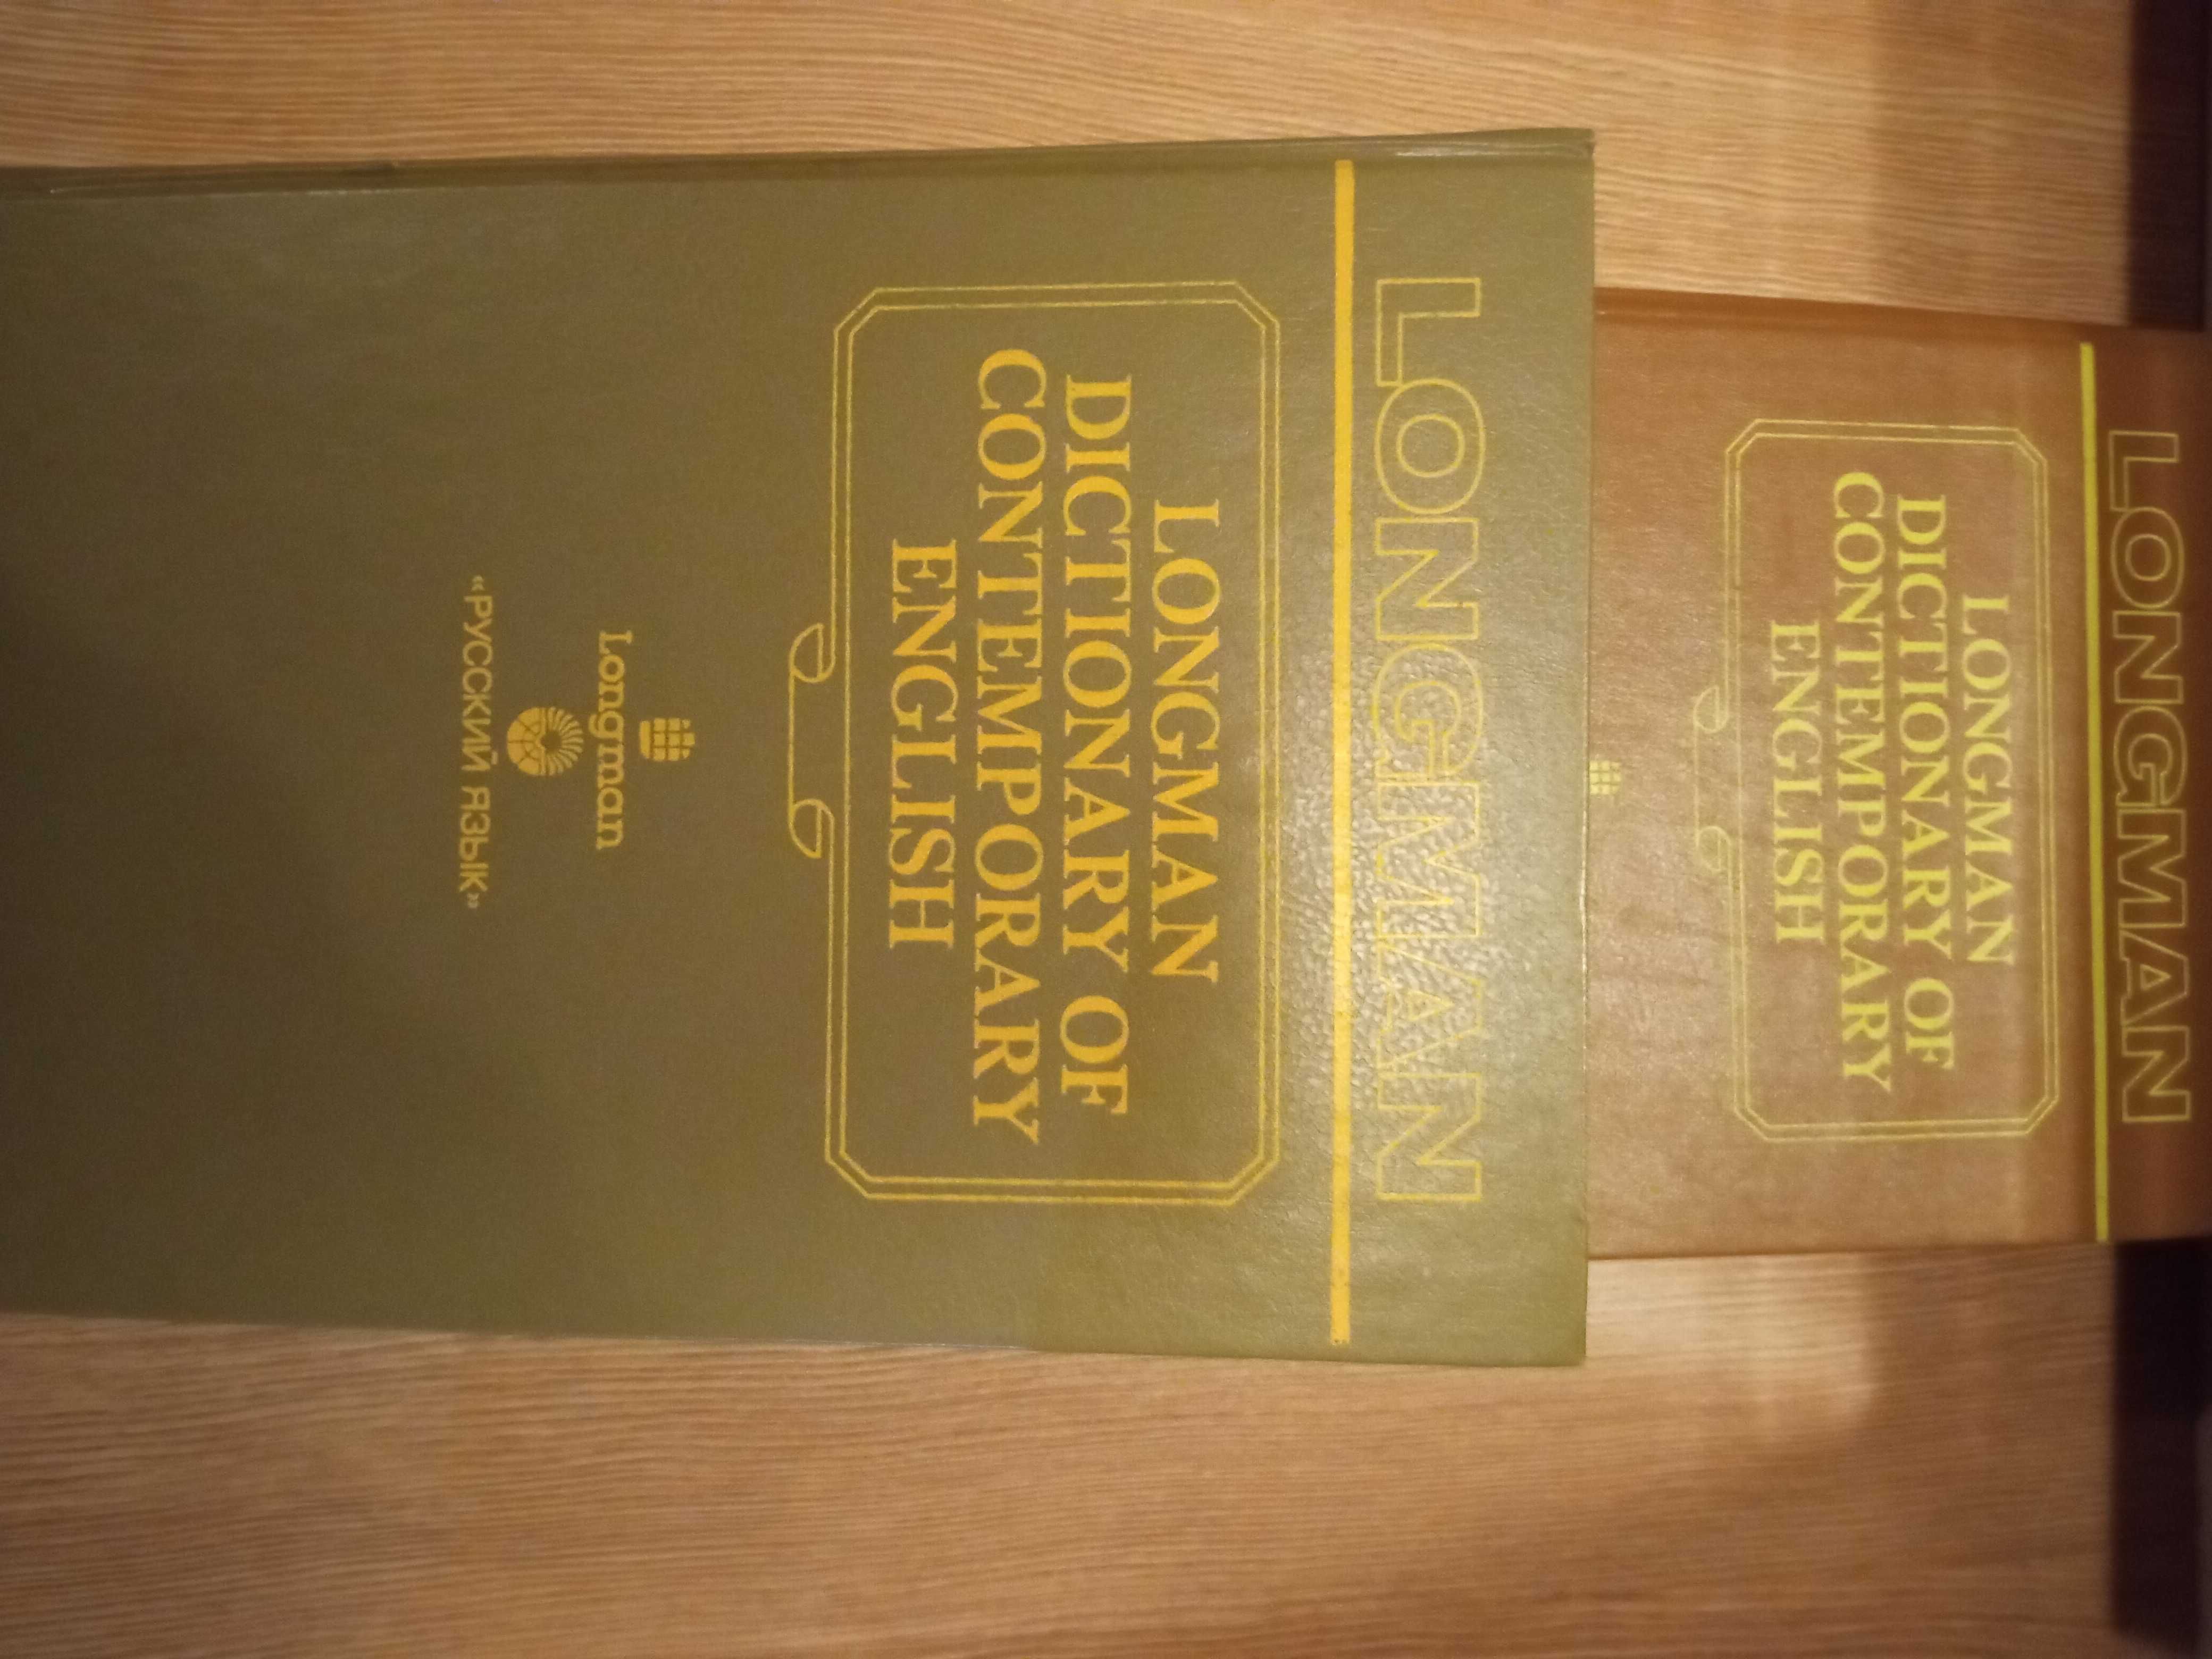 LONGMAN
LONGMAN
DICTIONARY OF
CONTEMPORARY
ENGLISH
LONGMAN
LONGMAN
DICTIONARY OF
CONTEMPORARY
ENGLISH
Longman
«РУССКИЙ ЯЗЫК»